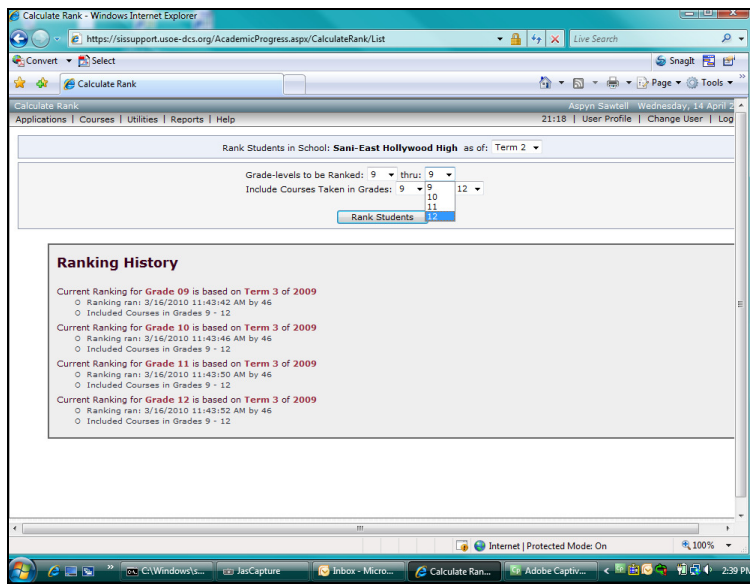 Calculate Rank - Windows Internet Explorer
https://sissupport.usoe-dcs.org/AcademicProgress.aspx/CalculateRank/List
Live Search
Convert Select
SnagIt
Calculate Rank
Page Tools
Calculate Rank Aspyn Sawtell Wednesday, 14 April 2
Applications | Courses | Utilities | Reports | Help 21:18 | User Profile | Change User | Log
Rank Students in School: Sani-East Hollywood High as of: Term 2
Grade-levels to be Ranked: 9 thru: 9
Include Courses Taken in Grades: 9 12
9
10
11
12
Rank Students
Ranking History
Current Ranking for Grade 09 is based on Term 3 of 2009
Ranking ran: 3/16/2010 11:43:42 AM by 46
Included Courses in Grades 9 - 12
Current Ranking for Grade 10 is based on Term 3 of 2009
Ranking ran: 3/16/2010 11:43:46 AM by 46
Included Courses in Grades 9 - 12
Current Ranking for Grade 11 is based on Term 3 of 2009
Ranking ran: 3/16/2010 11:43:50 AM by 46
Included Courses in Grades 9 - 12
Current Ranking for Grade 12 is based on Term 3 of 2009
Ranking ran: 3/16/2010 11:43:52 AM by 46
Included Courses in Grades 9 - 12
Internet | Protected Mode: On 100%
C:\Windows\s... JasCapture Inbox - Micro... Calculate Ran... Adobe Captiv... 2:39 P